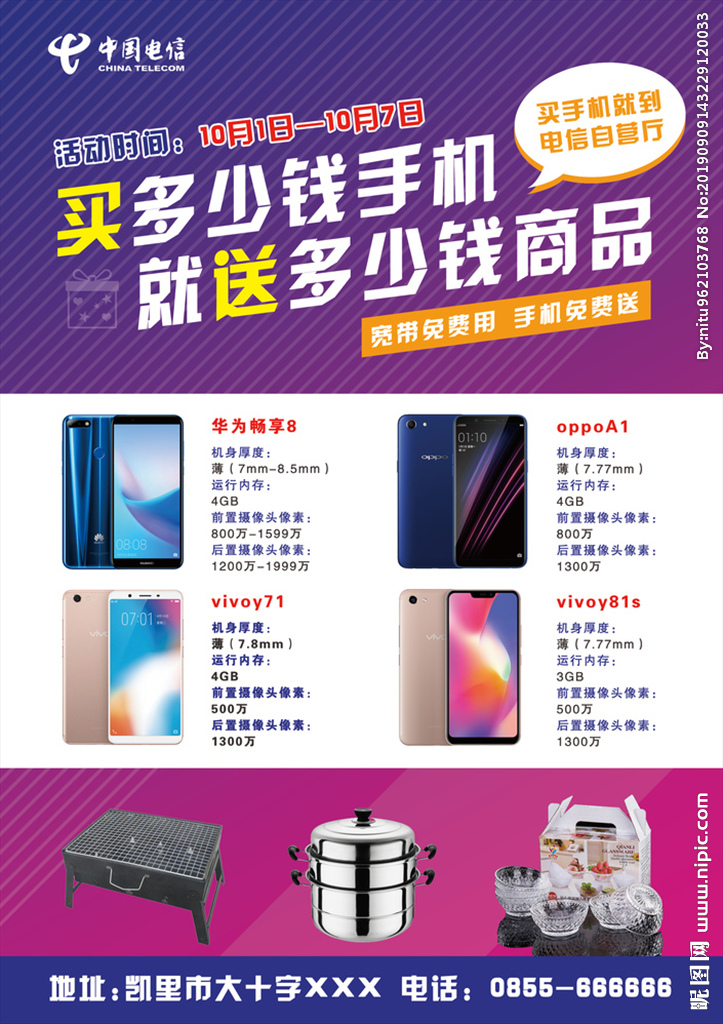 中国电信
CHINA TELECOM
买手机就到
电信自营厅
活动时间：10月1日—10月7日
买多少钱手机
就送多少钱商品
宽带免费用 手机免费送
华为畅享8
机身厚度：
薄（7mm-8.5mm）
运行内存：
4GB
前置摄像头像素：
800万-1599万
后置摄像头像素：
1200万-1999万
HUAWEI
08:08
oppoA1
机身厚度：
薄（7.77mm）
运行内存：
4GB
前置摄像头像素：
800万
后置摄像头像素：
1300万
oppo
01:10
vivoy71
机身厚度：
薄（7.8mm）
运行内存：
4GB
前置摄像头像素：
500万
后置摄像头像素：
1300万
vivo
07:01
vivoy81s
机身厚度：
薄（7.77mm）
运行内存：
3GB
前置摄像头像素：
500万
后置摄像头像素：
1300万
vivo
QIANLI
GLASSWARE
地址：凯里市大十字XXX 电话：0855-666666
By:nitu962103768 No:20190909143229120033
昵图网 www.nipic.com